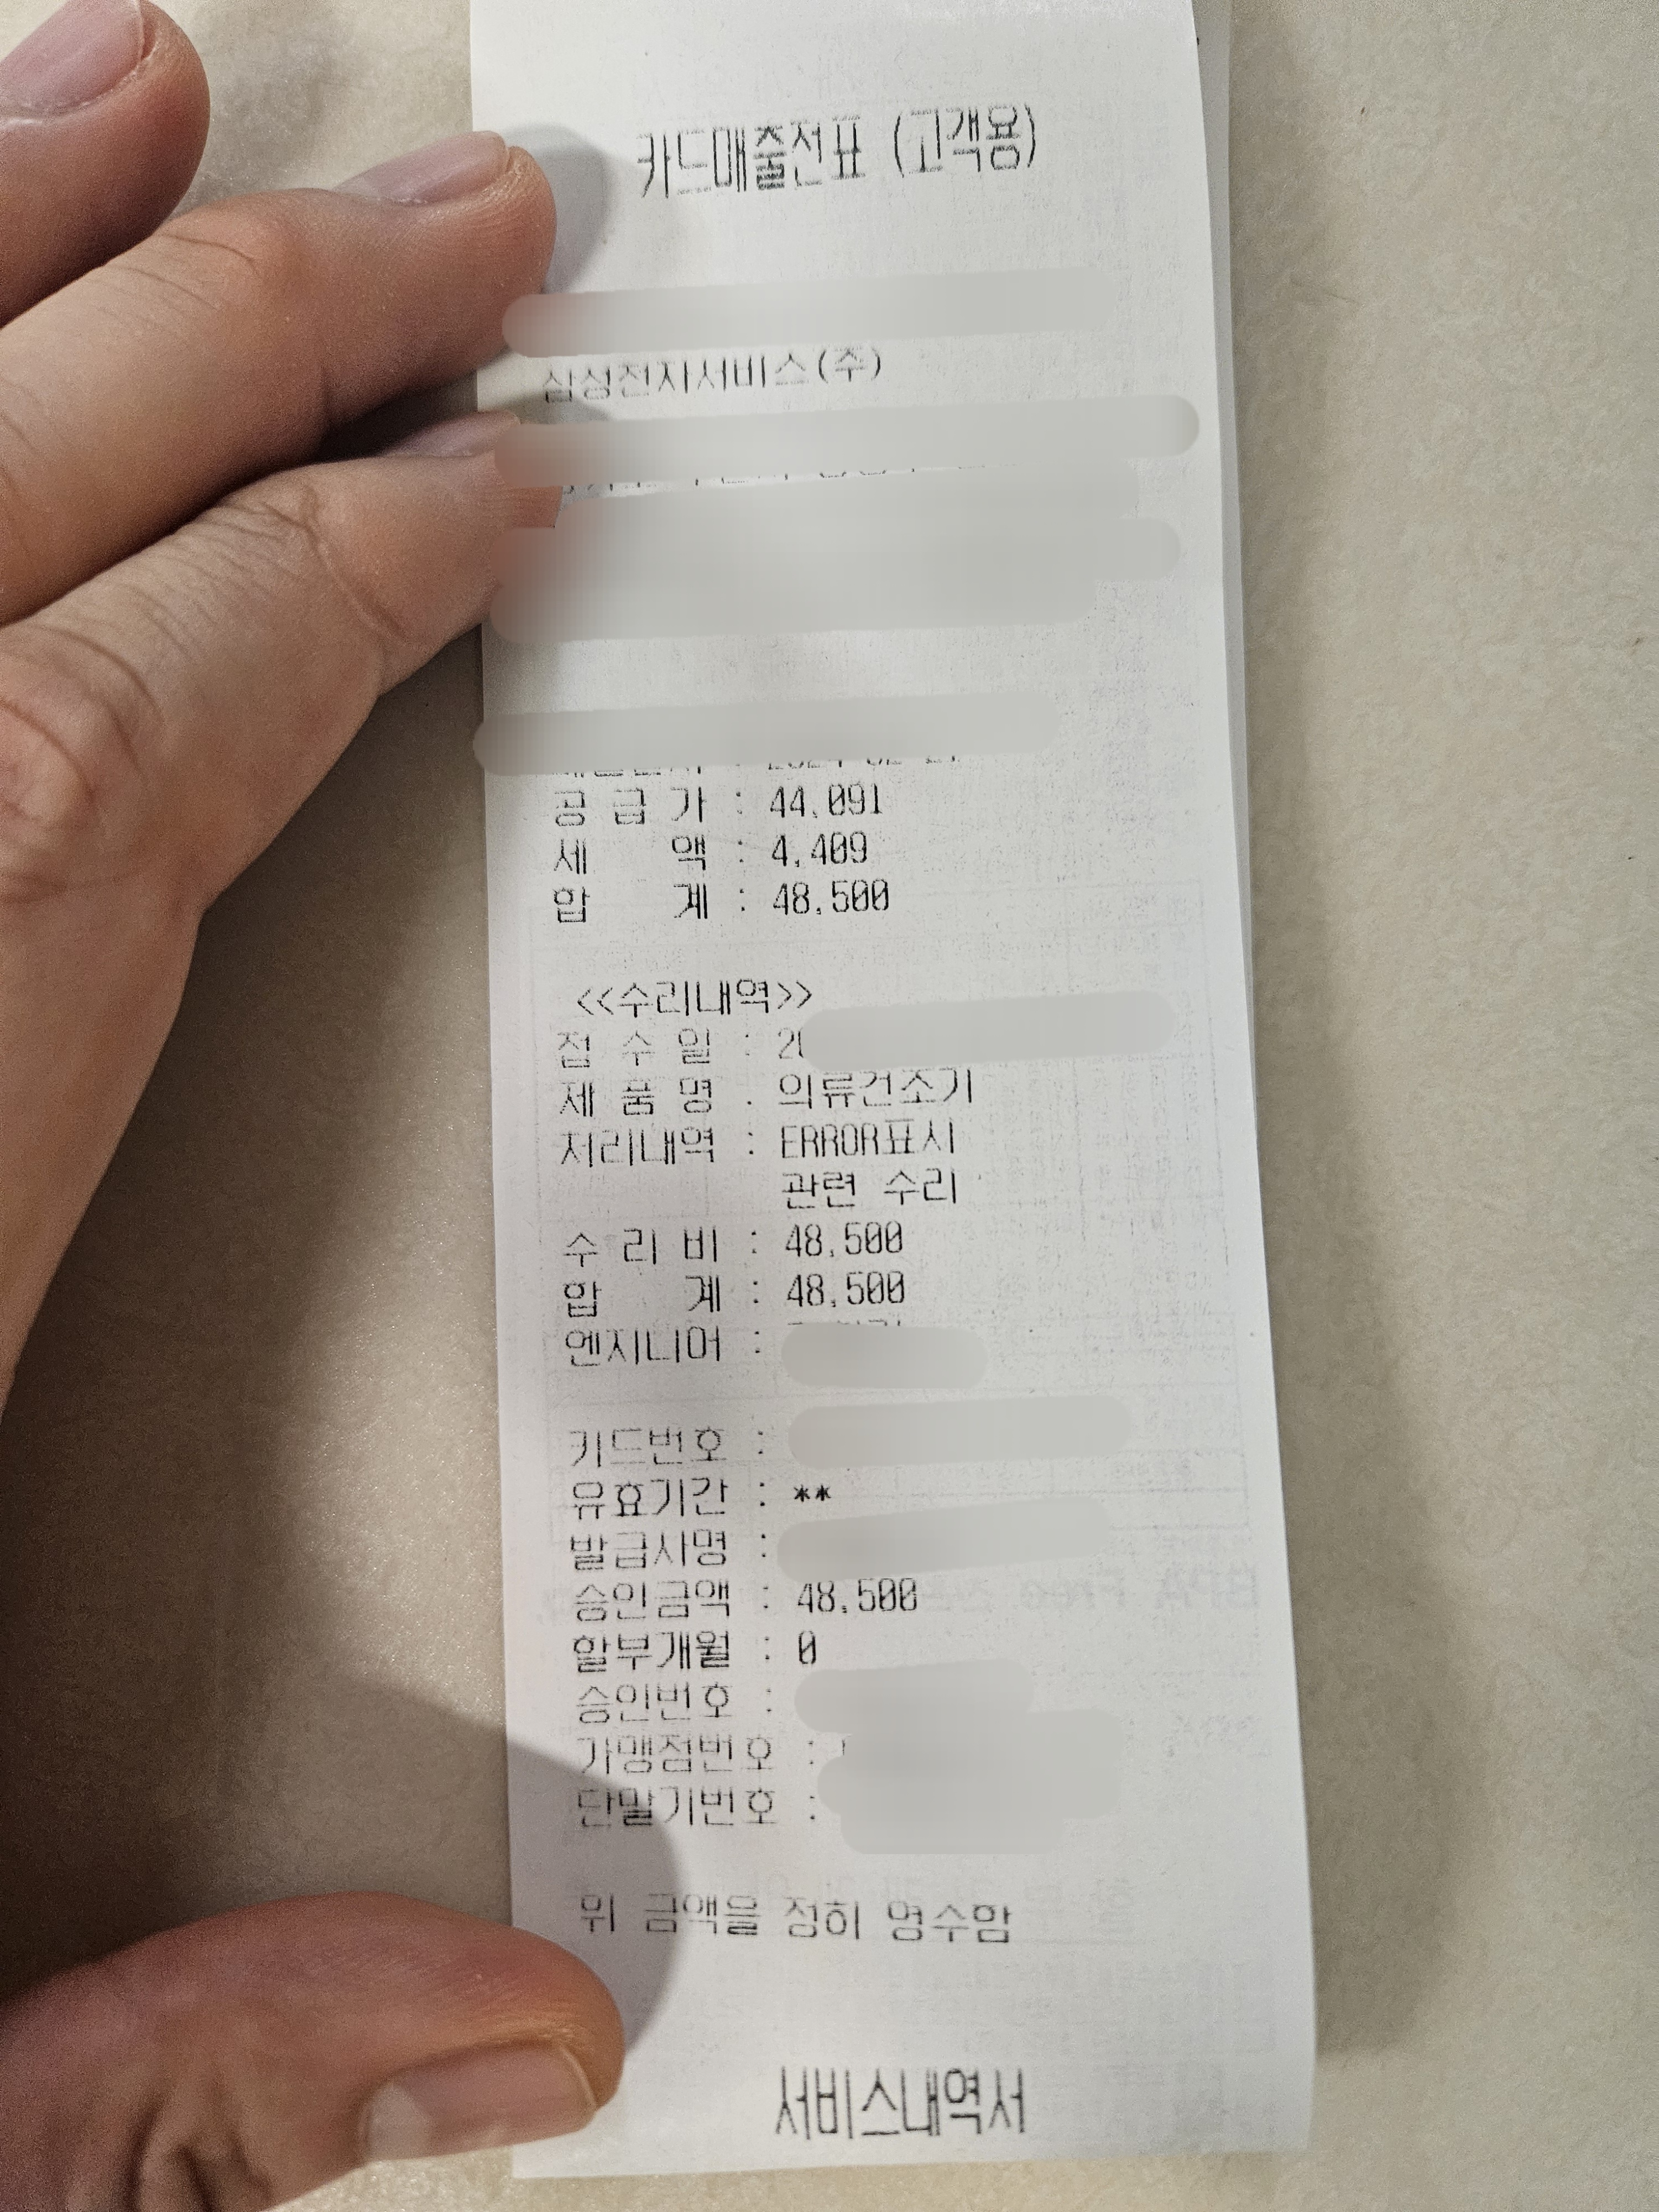 카드매출전표 (고객용)
삼성전자서비스(주)
공 급 가 : 44,091
세 액 : 4,409
합 계 : 48,500
<<수리내역>>
접 수 일 :
제 품 명 : 의류건조기
처리내역 : ERROR표시
관련 수리
수 리 비 : 48,500
합 계 : 48,500
엔지니어 :
카드번호 :
유효기간 : **
발급사명 :
승인금액 : 48,500
할부개월 : 0
승인번호 :
가맹점번호 :
단말기번호 :
위 금액을 정히 영수함
서비스내역서